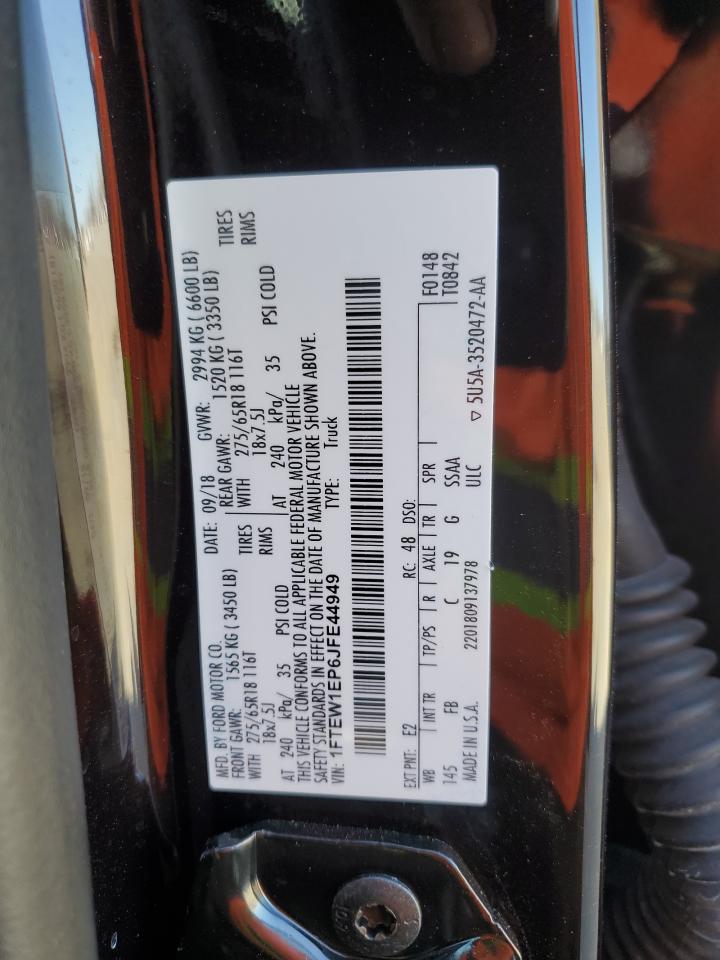 MFD. BY FORD MOTOR CO. DATE: 09/18 GVWR: 2994 KG ( 6600 LB)
FRONT GAWR: 1565 KG ( 3450 LB) REAR GAWR: 1520 KG ( 3350 LB)
WITH 275/65R18 116T TIRES WITH 275/65R18 116T TIRES
18x7.5J RIMS 18x7.5J RIMS
AT 240 kPa/ 35 PSI COLD AT 240 kPa/ 35 PSI COLD
THIS VEHICLE CONFORMS TO ALL APPLICABLE FEDERAL MOTOR VEHICLE
SAFETY STANDARDS IN EFFECT ON THE DATE OF MANUFACTURE SHOWN ABOVE.
VIN: 1FTEW1EP6JFE44949 TYPE: Truck
EXT PNT: E2 RC: 48 DSO: F0148
WB INT TR TP/PS R AXLE TR SPR T0842
145 FB C 19 G SSAA
MADE IN U.S.A. 2201809137978 ULC ▽ 5U5A-3520472-AA